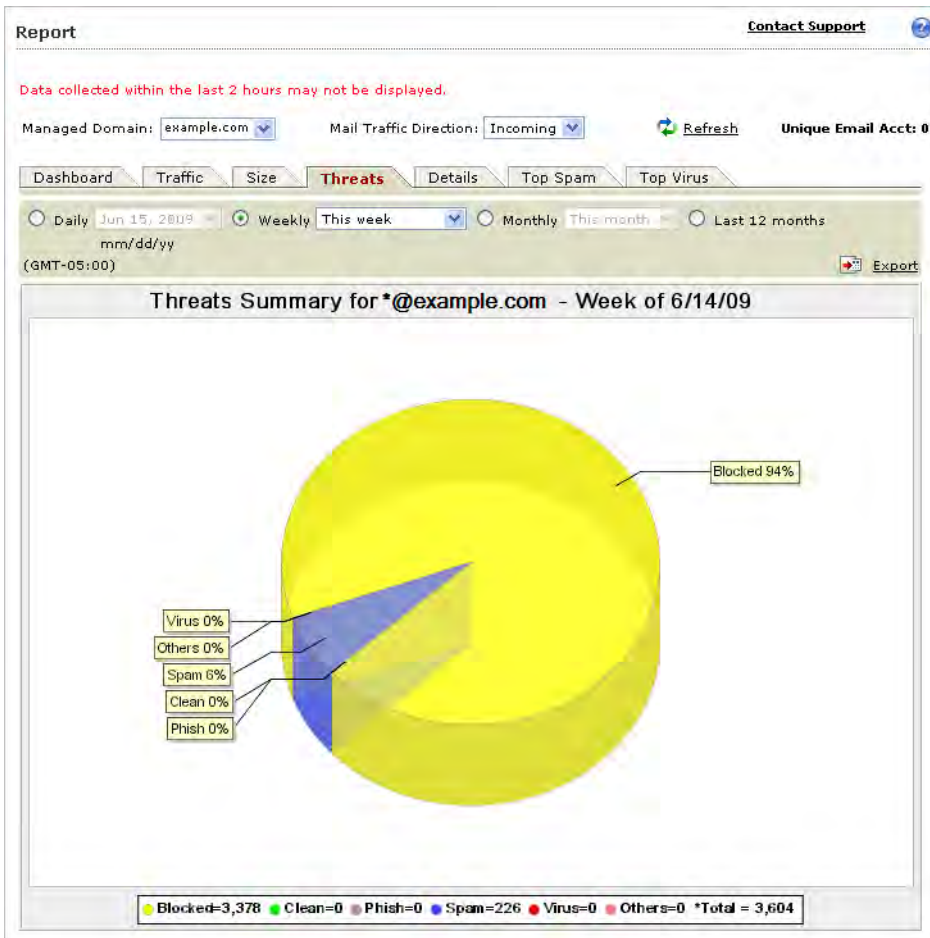 Report
Contact Support
?
Data collected within the last 2 hours may not be displayed.
Managed Domain: example.com Mail Traffic Direction: Incoming Refresh Unique Email Acct: 0
Dashboard Traffic Size Threats Details Top Spam Top Virus
Daily Jun 15, 2009 Weekly This week Monthly This month Last 12 months
mm/dd/yy
(GMT-05:00) Export
Threats Summary for *@example.com - Week of 6/14/09
Blocked 94%
Virus 0%
Others 0%
Spam 6%
Clean 0%
Phish 0%
Blocked=3,378 Clean=0 Phish=0 Spam=226 Virus=0 Others=0 *Total = 3,604